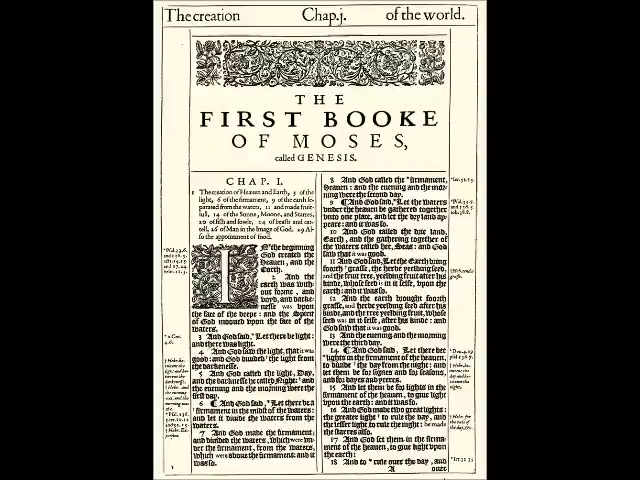 The creation Chap.j. of the world.
THE
FIRST BOOKE
OF MOSES,
called GENESIS.
CHAP. I.
1 The creation of Heauen and Earth, 3 of the
light, 6 of the firmament, 9 of the earth se-
parated from the waters, 11 and made fruit-
full, 14 of the Sunne, Moone, and Starres,
20 of fish and fowle, 24 of beasts and cat-
tell, 26 of Man in the Image of God. 29 Al-
so the appointment of food.
IN the beginning
God created the
Heauen, and the
Earth.
2 And the
earth was with-
out forme, and
voyd, and darke-
nesse was vpon
the face of the deepe: and the Spirit
of God mooued vpon the face of the
waters.
3 And God said, Let there be light:
and there was light.
4 And God saw the light, that it was
good: and God diuided the light from
the darkenesse.
5 And God called the light, Day,
and the darknesse he called Night: and
the euening and the morning were the
first day.
6 ¶ And God said, Let there be a
firmament in the midst of the waters:
and let it diuide the waters from the
waters.
7 And God made the firmament;
and diuided the waters, which were vn-
der the firmament, from the waters,
which were aboue the firmament: and it
was so.
8 And God called the firmament,
Heauen: and the euening and the mor-
ning were the second day.
9 ¶ And God said, Let the waters
vnder the heauen be gathered together
vnto one place, and let the dry land ap-
peare: and it was so.
10 And God called the drie land,
Earth, and the gathering together of
the waters called hee, Seas: and God
saw that it was good.
11 And God said, Let the Earth bring
foorth grasse, the herbe yeelding seed,
and the fruit tree, yeelding fruit after his
kinde, whose seed is in it selfe, vpon the
earth: and it was so.
12 And the earth brought foorth
grasse, and herbe yeelding seed after his
kinde, and the tree yeelding fruit, whose
seed was in it selfe, after his kinde: and
God saw that it was good.
13 And the euening and the morning
were the third day.
14 ¶ And God said, Let there bee
lights in the firmament of the heauen,
to diuide the day from the night: and
let them be for signes and for seasons,
and for dayes and yeeres.
15 And let them be for lights in the
firmament of the heauen, to giue light
vpon the earth: and it was so.
16 And God made two great lights:
the greater light to rule the day, and
the lesser light to rule the night: he made
the starres also.
17 And God set them in the firma-
ment of the heauen, to giue light vpon
the earth:
18 And to rule ouer the day, and
A ouer